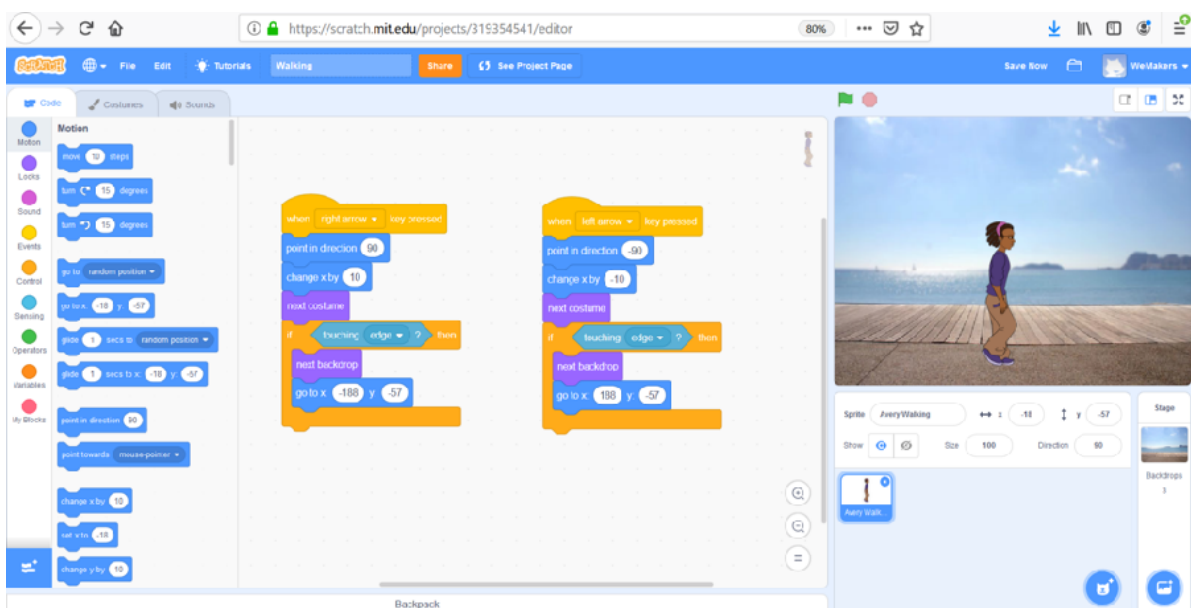 https://scratch.mit.edu/projects/319354541/editor
80%
SCRATCH
File
Edit
Tutorials
Walking
Share
See Project Page
Save Now
WeMakers
Code
Costumes
Sounds
Motion
Looks
Sound
Events
Control
Sensing
Operators
Variables
My Blocks
Motion
move 10 steps
turn 15 degrees
turn 15 degrees
go to random position
go to x: -18 y: -57
glide 1 secs to random position
glide 1 secs to x: -18 y: -57
point in direction 90
point towards mouse-pointer
change x by 10
set x to -18
change y by 10
when right arrow key pressed
point in direction 90
change x by 10
next costume
if touching edge ? then
next backdrop
go to x: -188 y: -57
when left arrow key pressed
point in direction -90
change x by -10
next costume
if touching edge ? then
next backdrop
go to x: 188 y: -57
Sprite
AveryWalking
x -18
y -57
Show
Size 100
Direction 90
Avery Walk...
Stage
Backdrops
3
Backpack